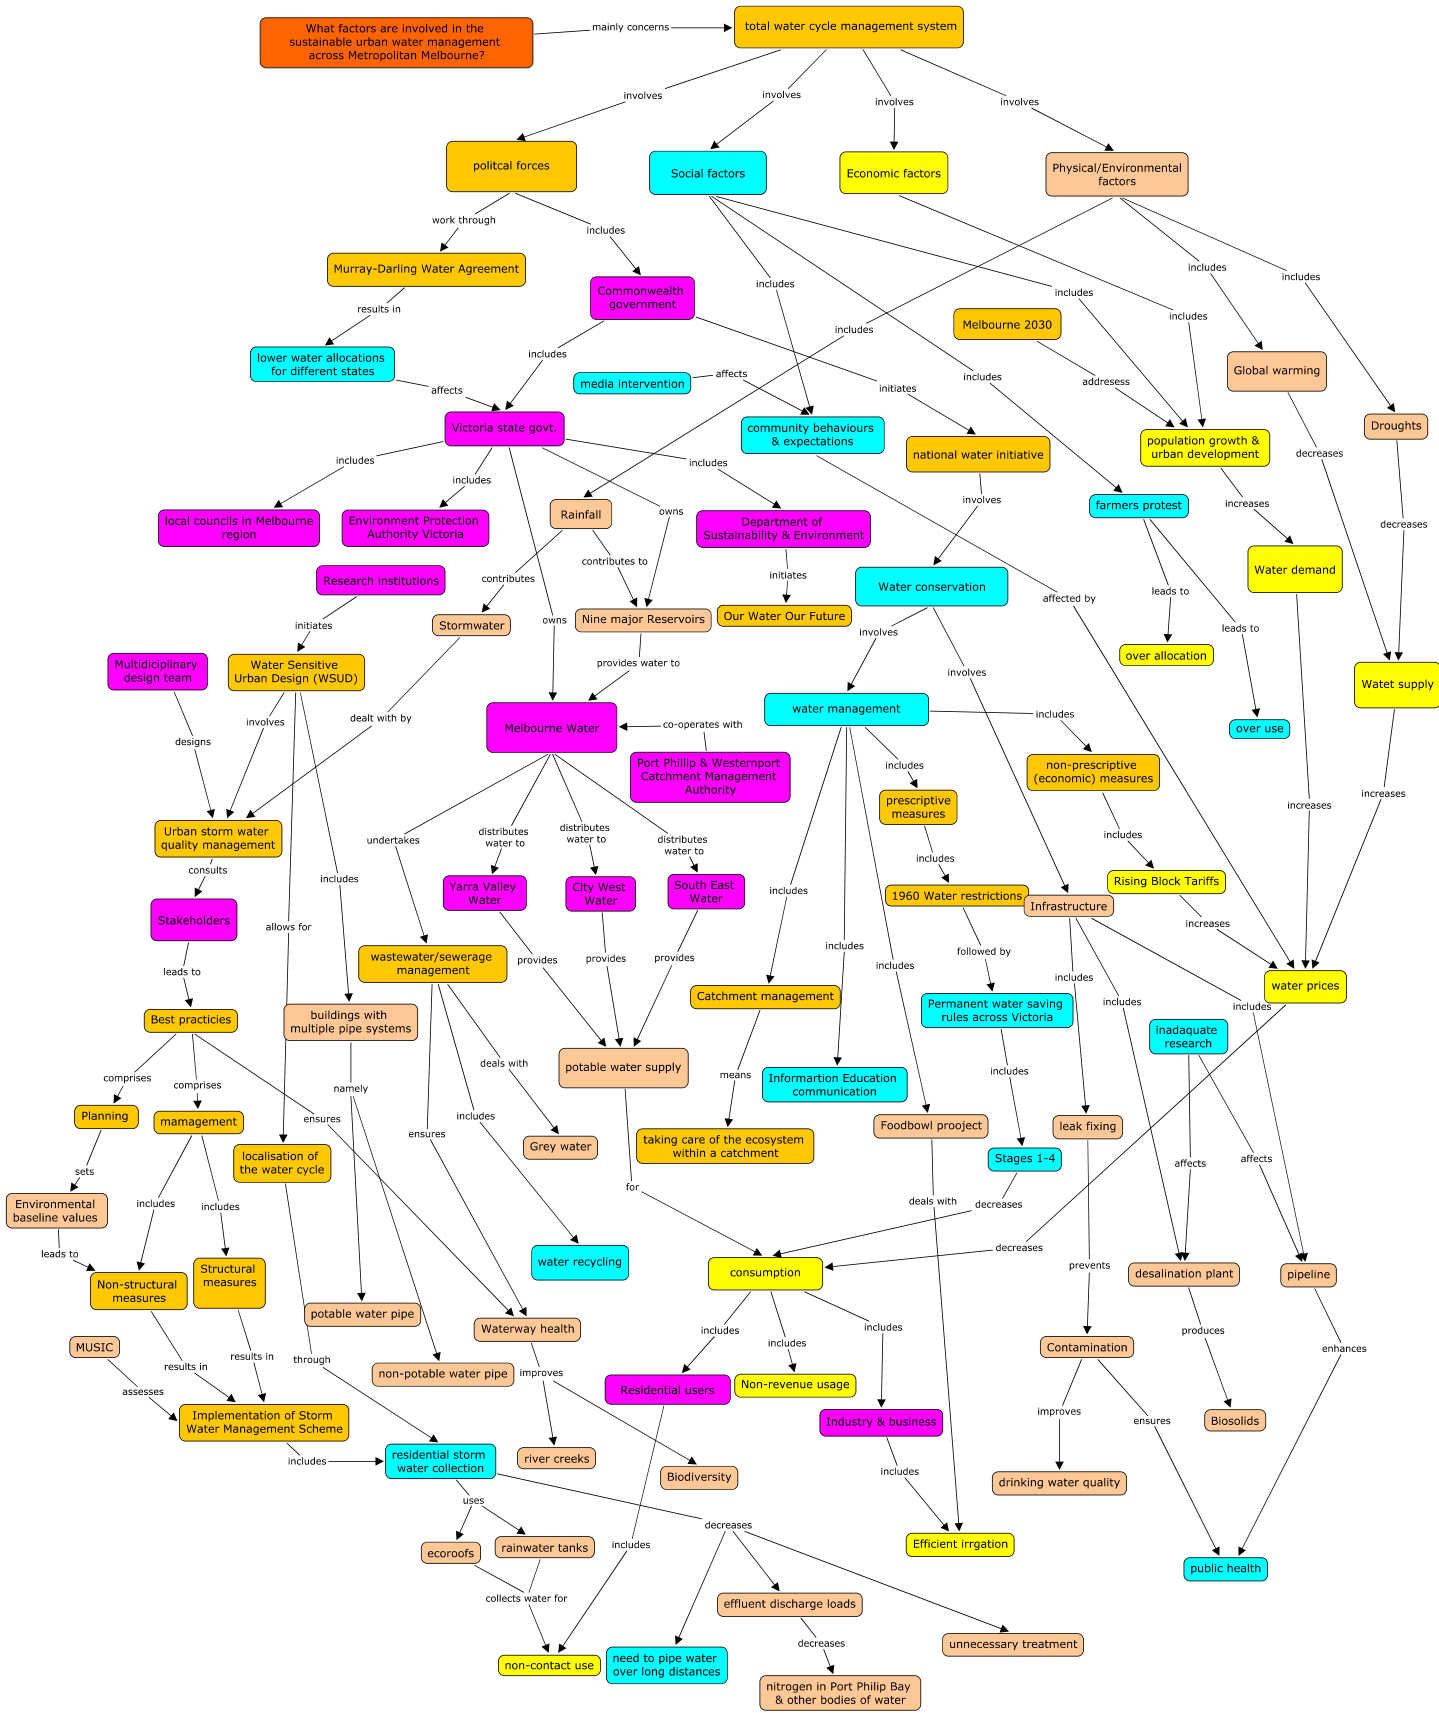 What factors are involved in the
sustainable urban water management
across Metropolitan Melbourne?
mainly concerns
total water cycle management system
involves
involves
involves
involves
politcal forces
Social factors
Economic factors
Physical/Environmental
factors
work through
includes
Murray-Darling Water Agreement
Commonwealth
government
includes
includes
includes
includes
results in
includes
includes
includes
Melbourne 2030
lower water allocations
for different states
includes
media intervention
affects
initiates
includes
addresess
Global warming
affects
Victoria state govt.
community behaviours
& expectations
national water initiative
population growth &
urban development
Droughts
decreases
includes
includes
includes
involves
farmers protest
increases
decreases
local councils in Melbourne
region
Environment Protection
Authority Victoria
Rainfall
owns
Department of
Sustainability & Environment
Research institutions
contributes
contributes to
initiates
Water conservation
Water demand
leads to
affected by
initiates
Stormwater
owns
Nine major Reservoirs
Our Water Our Future
involves
leads to
over allocation
Multidiciplinary
design team
Water Sensitive
Urban Design (WSUD)
provides water to
involves
Watet supply
involves
dealt with by
Melbourne Water
co-operates with
water management
includes
over use
designs
Port Phillip & Westernport
Catchment Management
Authority
includes
non-prescriptive
(economic) measures
prescriptive
measures
increases
increases
Urban storm water
quality management
undertakes
distributes
water to
distributes
water to
distributes
water to
includes
includes
consults
includes
Yarra Valley
Water
City West
Water
South East
Water
includes
1960 Water restrictions
Rising Block Tariffs
Infrastructure
Stakeholders
allows for
increases
includes
followed by
leads to
wastewater/sewerage
management
provides
provides
provides
includes
includes
water prices
Best practicies
buildings with
multiple pipe systems
Catchment management
Permanent water saving
rules across Victoria
includes
includes
inadaquate
research
deals with
potable water supply
means
includes
comprises
comprises
namely
Informartion Education
communication
Planning
mamagement
ensures
ensures
includes
Grey water
taking care of the ecosystem
within a catchment
Foodbowl prooject
leak fixing
Stages 1-4
localisation of
the water cycle
sets
affects
affects
for
deals with
decreases
Environmental
baseline values
includes
includes
leads to
water recycling
decreases
prevents
Non-structural
measures
Structural
measures
consumption
desalination plant
pipeline
potable water pipe
Waterway health
MUSIC
results in
results in
through
non-potable water pipe
improves
includes
includes
includes
produces
enhances
Contamination
assesses
Residential users
Non-revenue usage
Implementation of Storm
Water Management Scheme
Industry & business
improves
ensures
Biosolids
includes
residential storm
water collection
river creeks
Biodiversity
includes
drinking water quality
uses
decreases
ecoroofs
rainwater tanks
includes
Efficient irrgation
public health
collects water for
effluent discharge loads
decreases
unnecessary treatment
non-contact use
need to pipe water
over long distances
nitrogen in Port Philip Bay
& other bodies of water